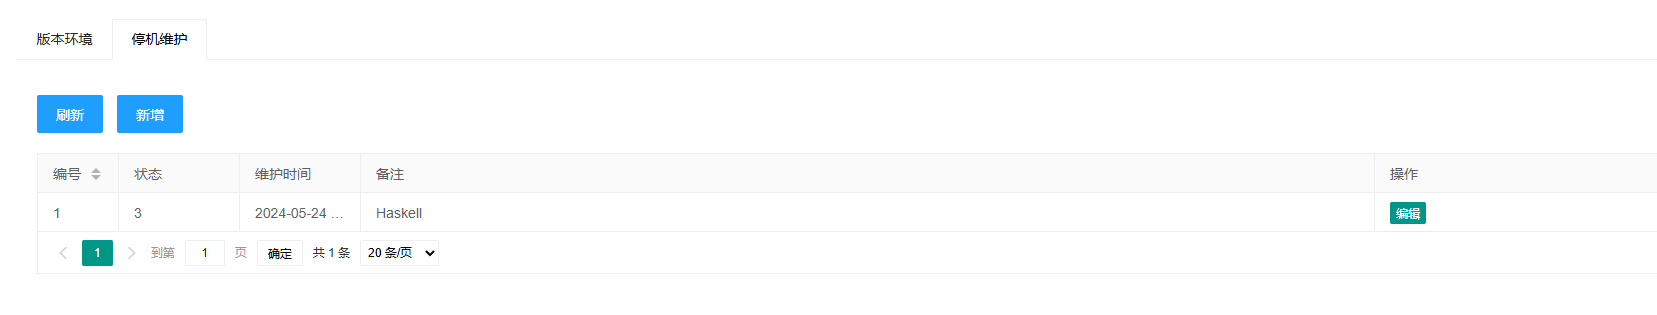 版本环境 停机维护
刷新 新增
编号 状态 维护时间 备注 操作
1 3 2024-05-24 ... Haskell 编辑
1 到第 1 页 确定 共 1 条 20 条/页